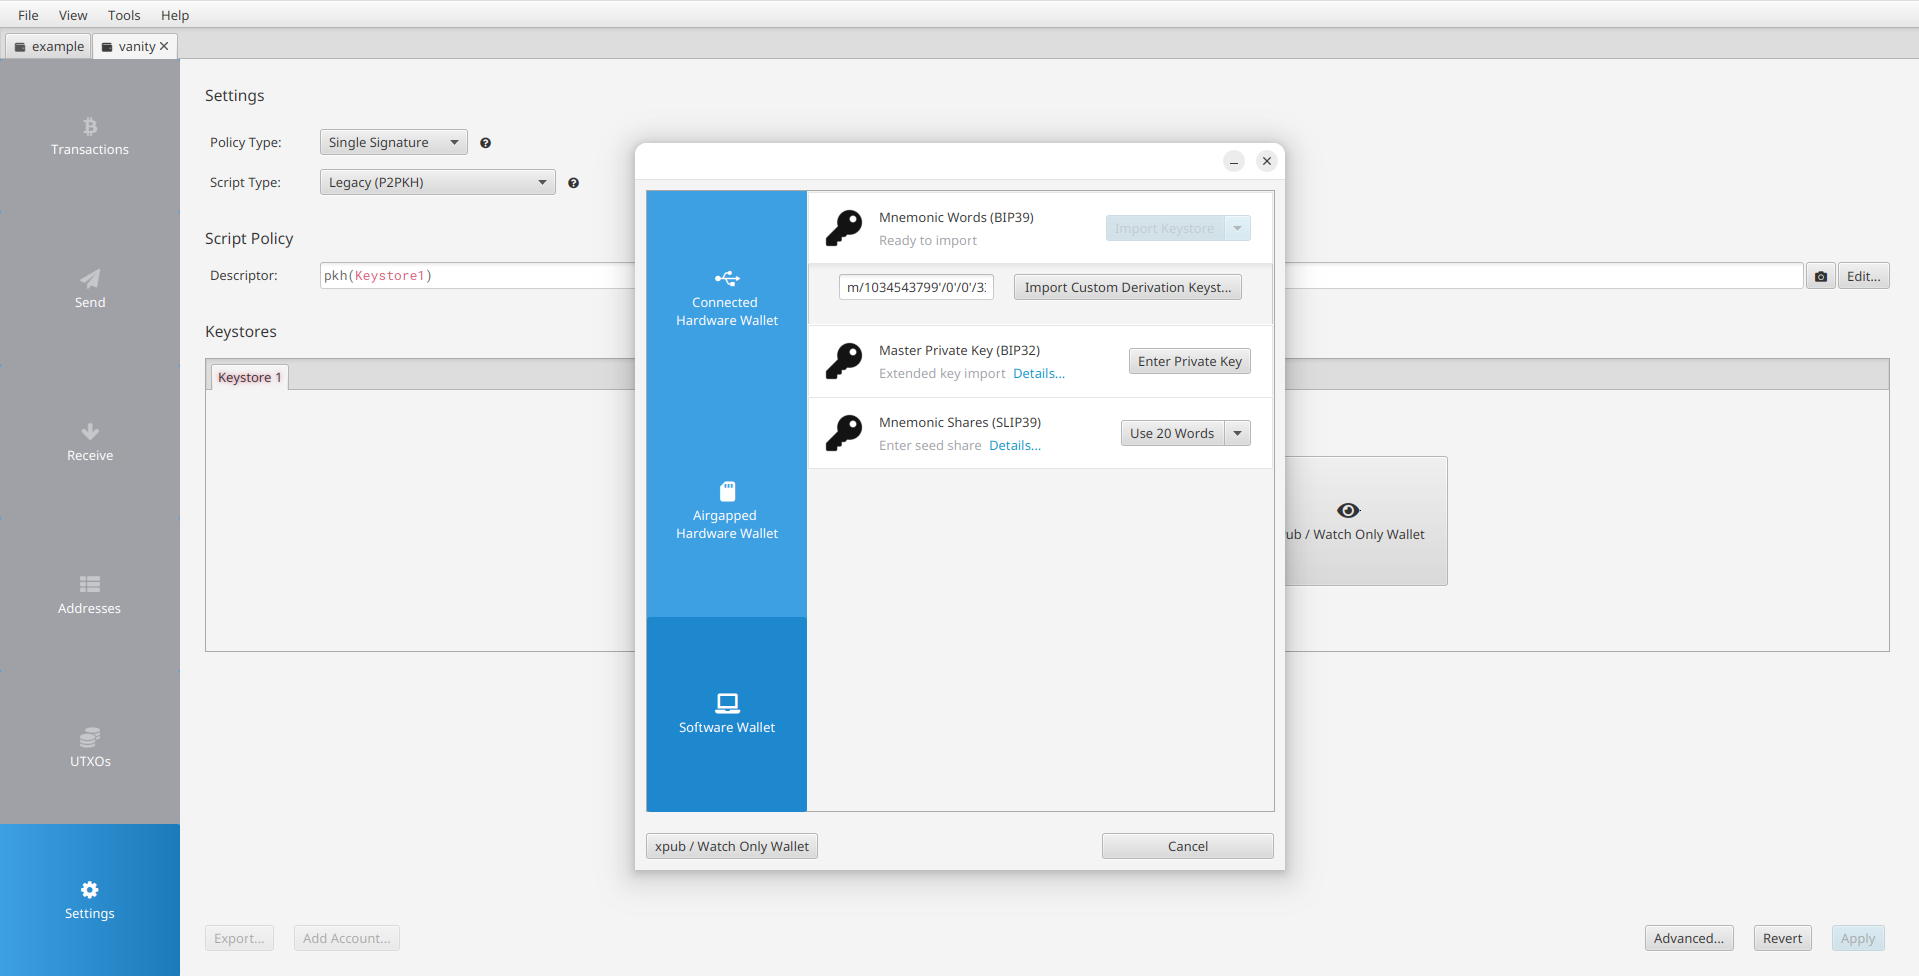 File View Tools Help
example vanity
Transactions
Send
Receive
Addresses
UTXOs
Settings
Settings
Policy Type: Single Signature
Script Type: Legacy (P2PKH)
Script Policy
Descriptor: pkh(Keystore1) Edit...
Keystores
Keystore 1
ub / Watch Only Wallet
Connected
Hardware Wallet
Airgapped
Hardware Wallet
Software Wallet
Mnemonic Words (BIP39)
Ready to import
Import Keystore
m/1034543799'/0'/0'/3 Import Custom Derivation Keyst...
Master Private Key (BIP32)
Extended key import Details...
Enter Private Key
Mnemonic Shares (SLIP39)
Enter seed share Details...
Use 20 Words
xpub / Watch Only Wallet Cancel
Export... Add Account... Advanced... Revert Apply